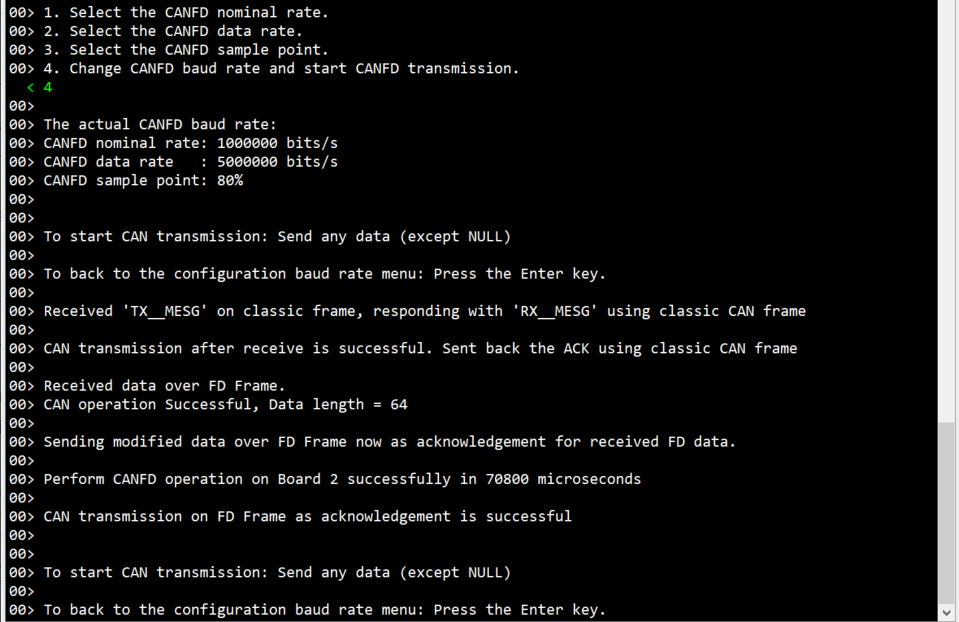 00> 1. Select the CANFD nominal rate.
00> 2. Select the CANFD data rate.
00> 3. Select the CANFD sample point.
00> 4. Change CANFD baud rate and start CANFD transmission.
< 4
00>
00> The actual CANFD baud rate:
00> CANFD nominal rate: 1000000 bits/s
00> CANFD data rate   : 5000000 bits/s
00> CANFD sample point: 80%
00>
00>
00> To start CAN transmission: Send any data (except NULL)
00>
00> To back to the configuration baud rate menu: Press the Enter key.
00>
00> Received 'TX__MESG' on classic frame, responding with 'RX__MESG' using classic CAN frame
00>
00> CAN transmission after receive is successful. Sent back the ACK using classic CAN frame
00>
00> Received data over FD Frame.
00> CAN operation Successful, Data length = 64
00>
00> Sending modified data over FD Frame now as acknowledgement for received FD data.
00>
00> Perform CANFD operation on Board 2 successfully in 70800 microseconds
00>
00> CAN transmission on FD Frame as acknowledgement is successful
00>
00>
00> To start CAN transmission: Send any data (except NULL)
00>
00> To back to the configuration baud rate menu: Press the Enter key.